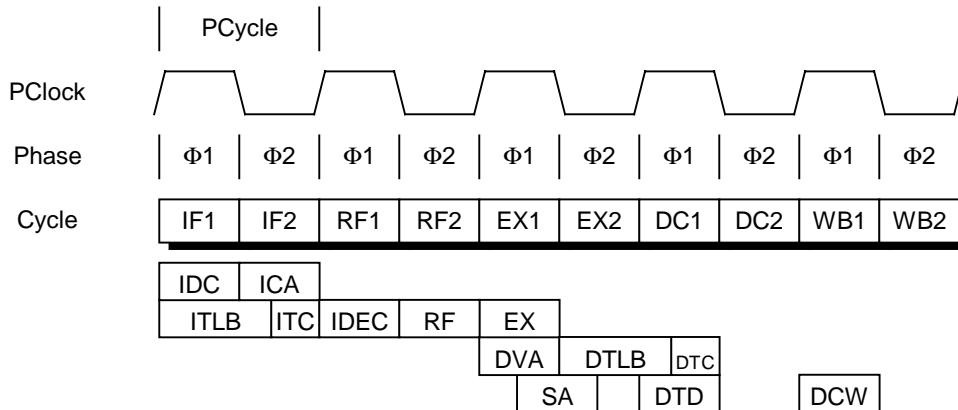 PCycle
PClock
Phase Φ1 Φ2 Φ1 Φ2 Φ1 Φ2 Φ1 Φ2 Φ1 Φ2
Cycle IF1 IF2 RF1 RF2 EX1 EX2 DC1 DC2 WB1 WB2
IDC ICA
ITLB ITC IDEC RF EX
DVA DTLB DTC
SA DTD DCW